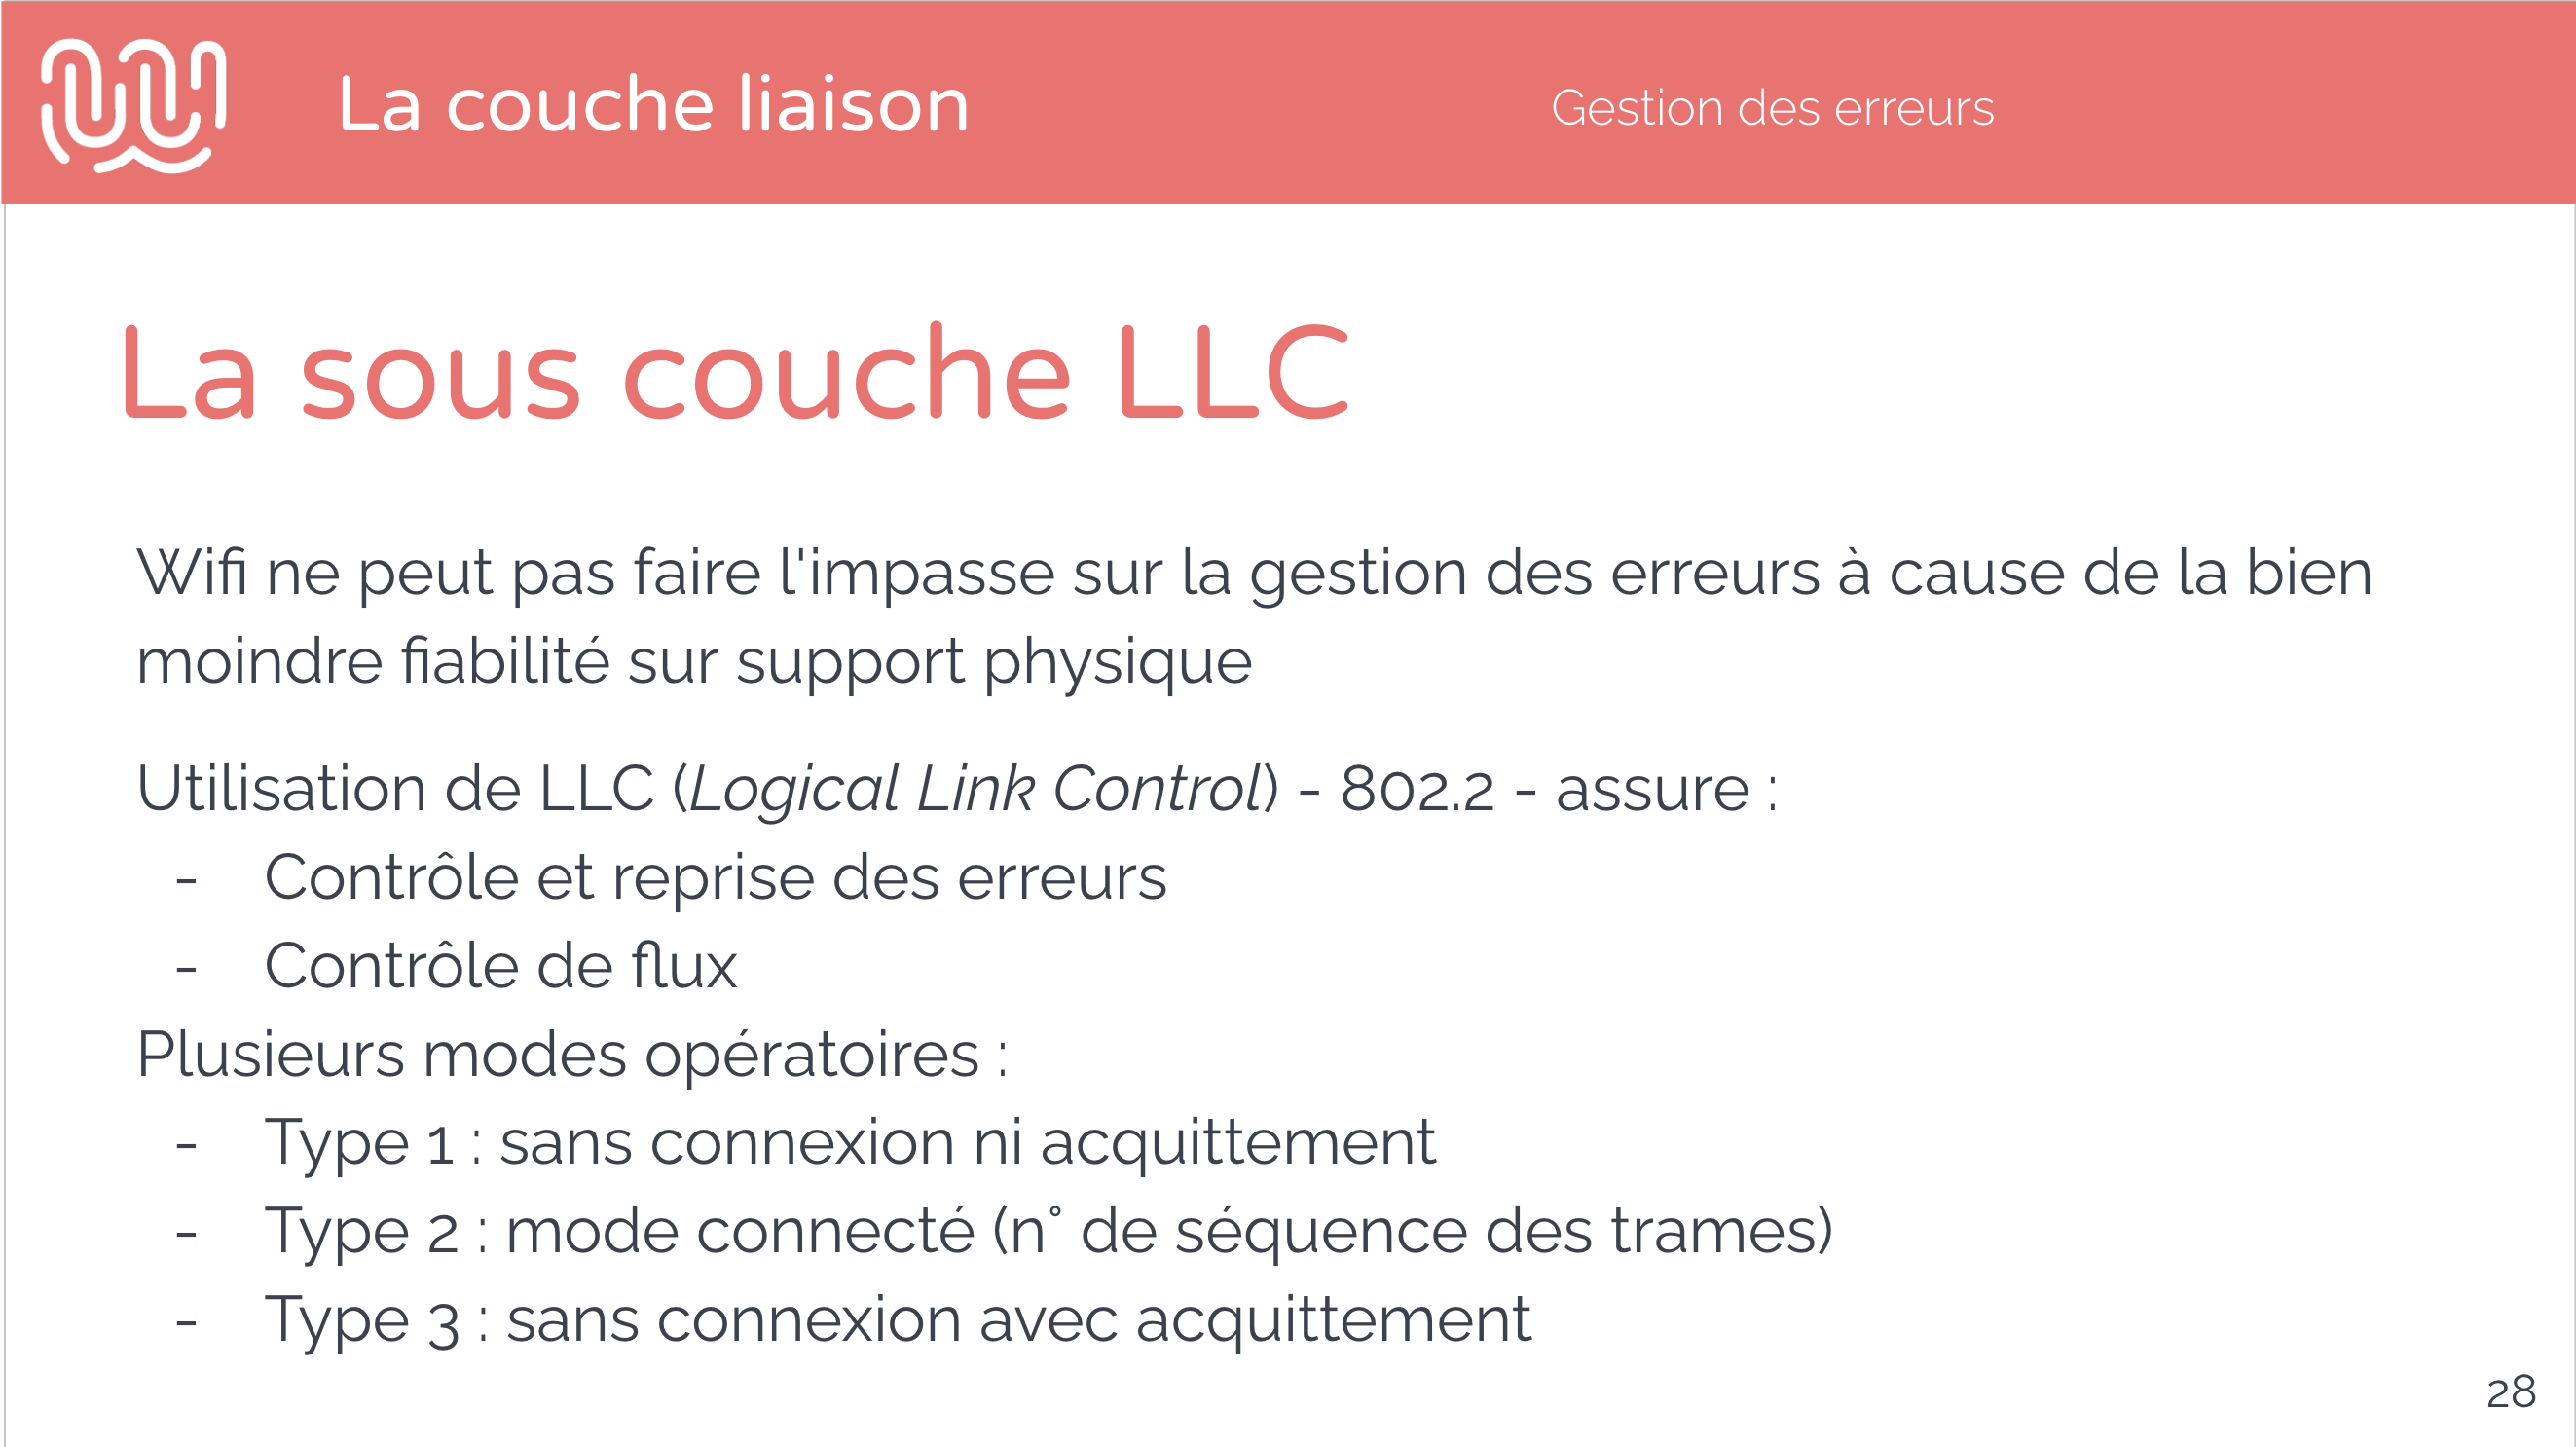 La couche liaison
Gestion des erreurs
La sous couche LLC
Wifi ne peut pas faire l'impasse sur la gestion des erreurs à cause de la bien
moindre fiabilité sur support physique
Utilisation de LLC (Logical Link Control) - 802.2 - assure :
- Contrôle et reprise des erreurs
- Contrôle de flux
Plusieurs modes opératoires :
- Type 1 : sans connexion ni acquittement
- Type 2 : mode connecté (n° de séquence des trames)
- Type 3 : sans connexion avec acquittement
28